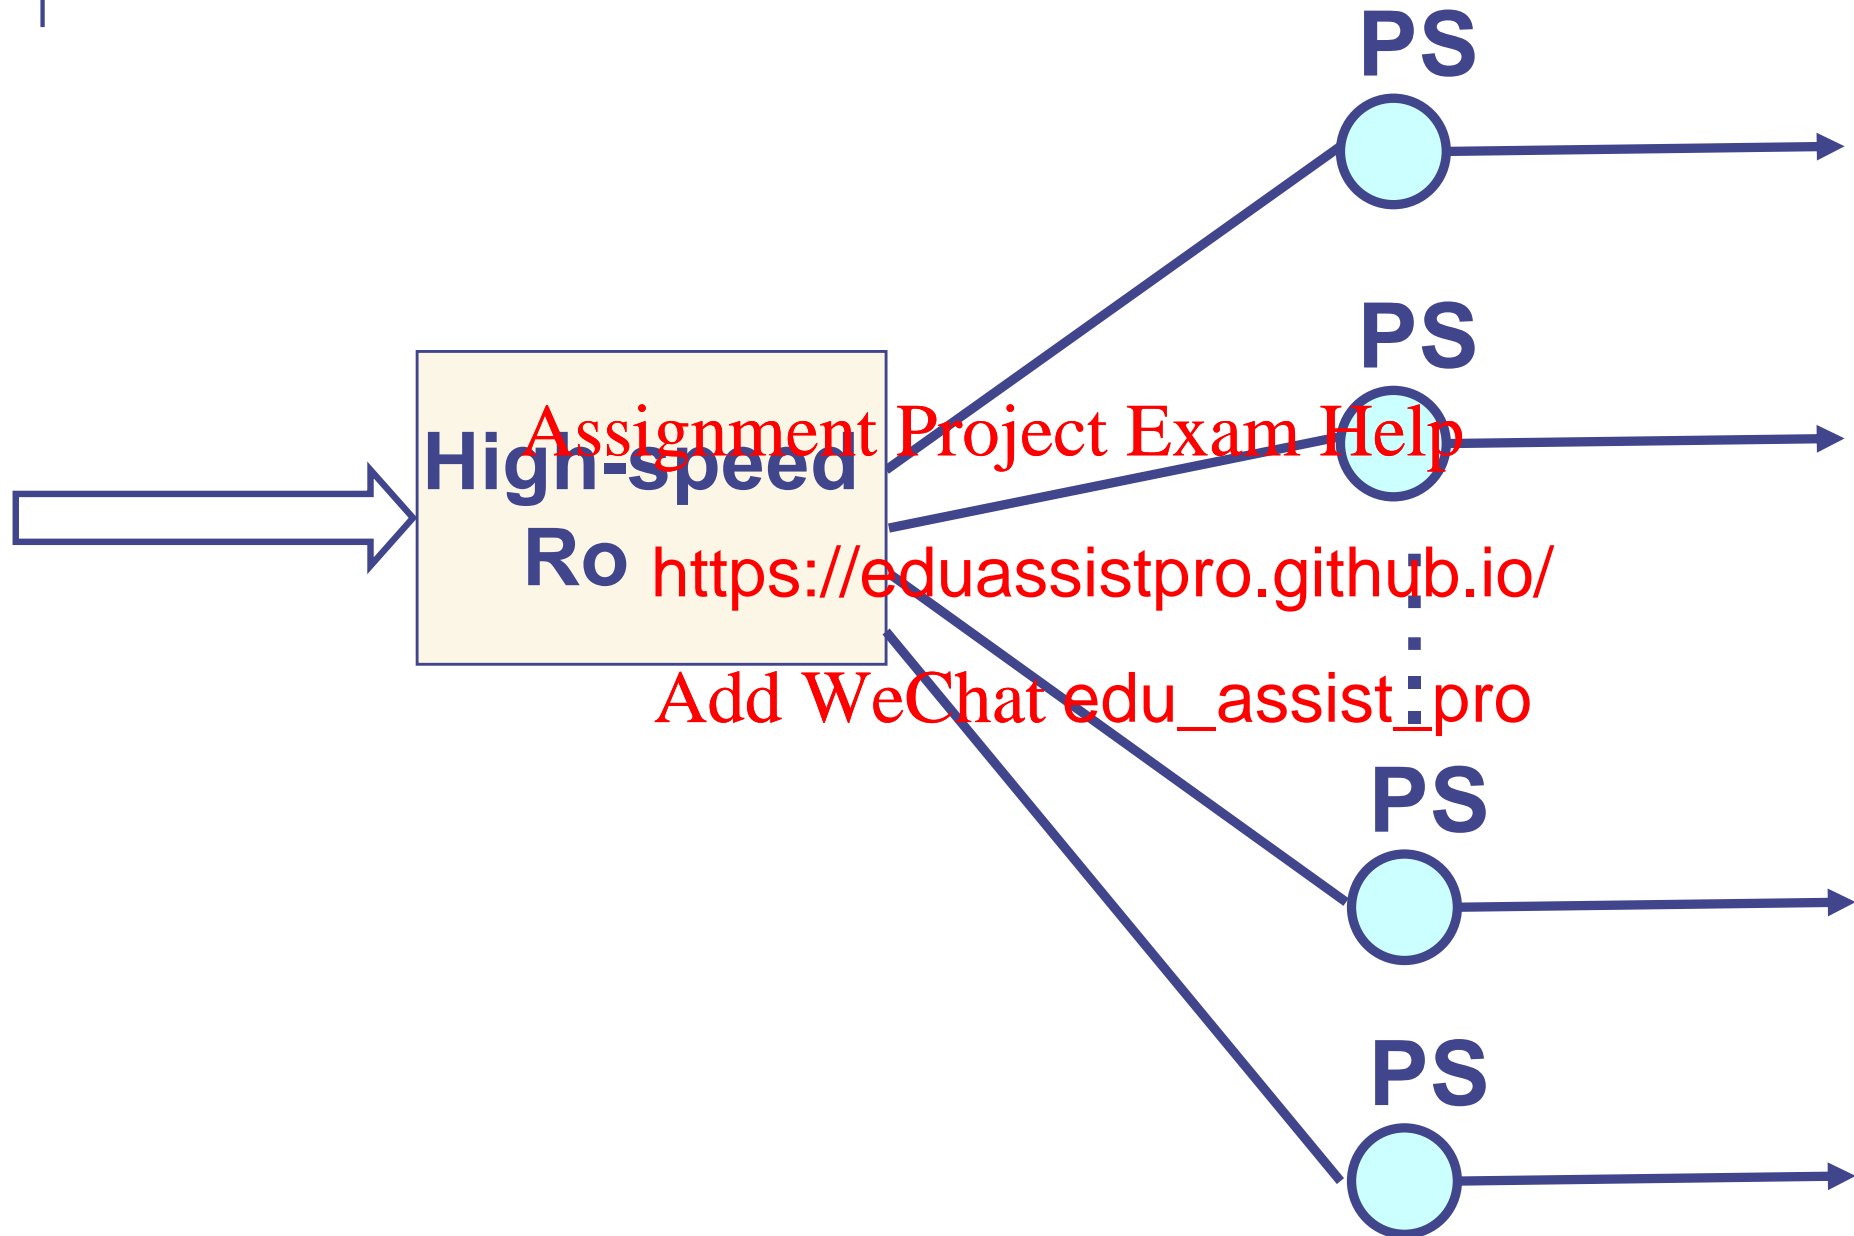 PS
PS
Assignment Project Exam Help
High-speed
Ro
https://eduassistpro.github.io/
Add WeChat edu_assist_pro
PS
PS